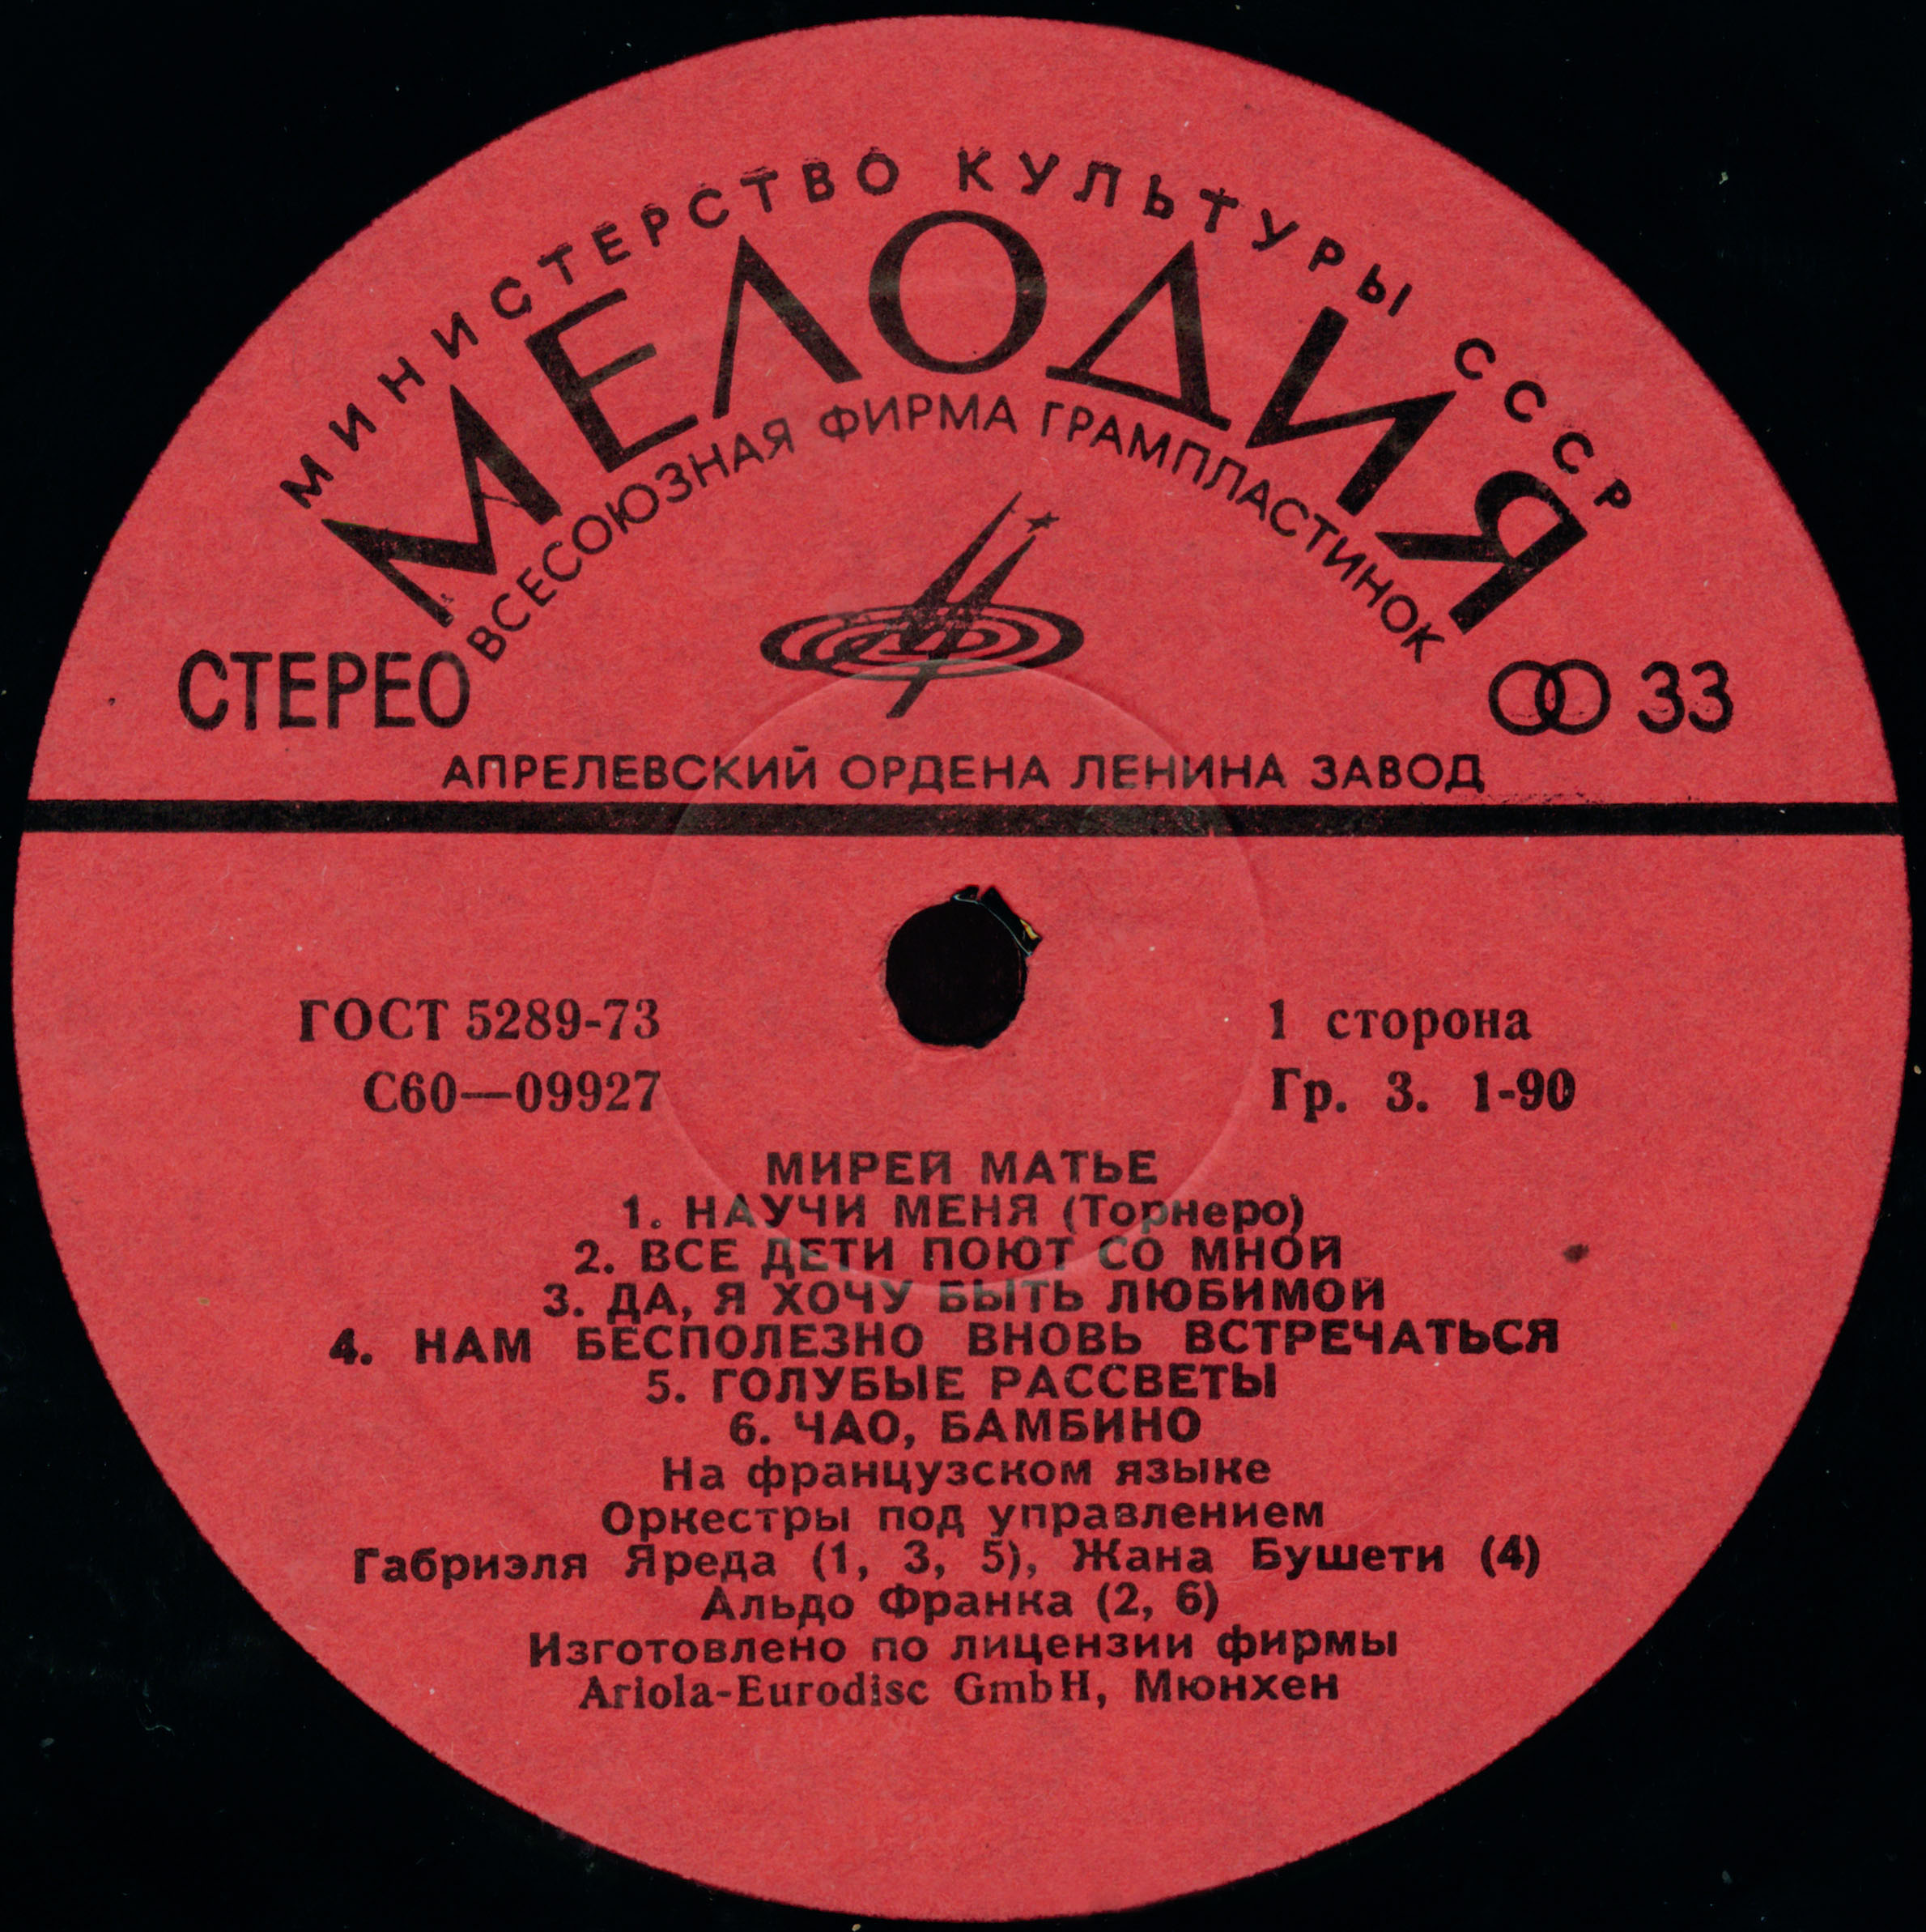 МИНИСТЕРСТВО КУЛЬТУРЫ СССР
МЕЛОДИЯ
ВСЕСОЮЗНАЯ ФИРМА ГРАМПЛАСТИНОК
СТЕРЕО
33
АПРЕЛЕВСКИЙ ОРДЕНА ЛЕНИНА ЗАВОД
ГОСТ 5289-73
1 сторона
С60—09927
Гр. 3. 1-90
МИРЕЙ МАТЬЕ
1. НАУЧИ МЕНЯ (Торнеро)
2. ВСЕ ДЕТИ ПОЮТ СО МНОЙ
3. ДА, Я ХОЧУ БЫТЬ ЛЮБИМОЙ
4. НАМ БЕСПОЛЕЗНО ВНОВЬ ВСТРЕЧАТЬСЯ
5. ГОЛУБЫЕ РАССВЕТЫ
6. ЧАО, БАМБИНО
На французском языке
Оркестры под управлением
Габриэля Яреда (1, 3, 5), Жана Бушети (4)
Альдо Франка (2, 6)
Изготовлено по лицензии фирмы
Ariola-Eurodisc GmbH, Мюнхен